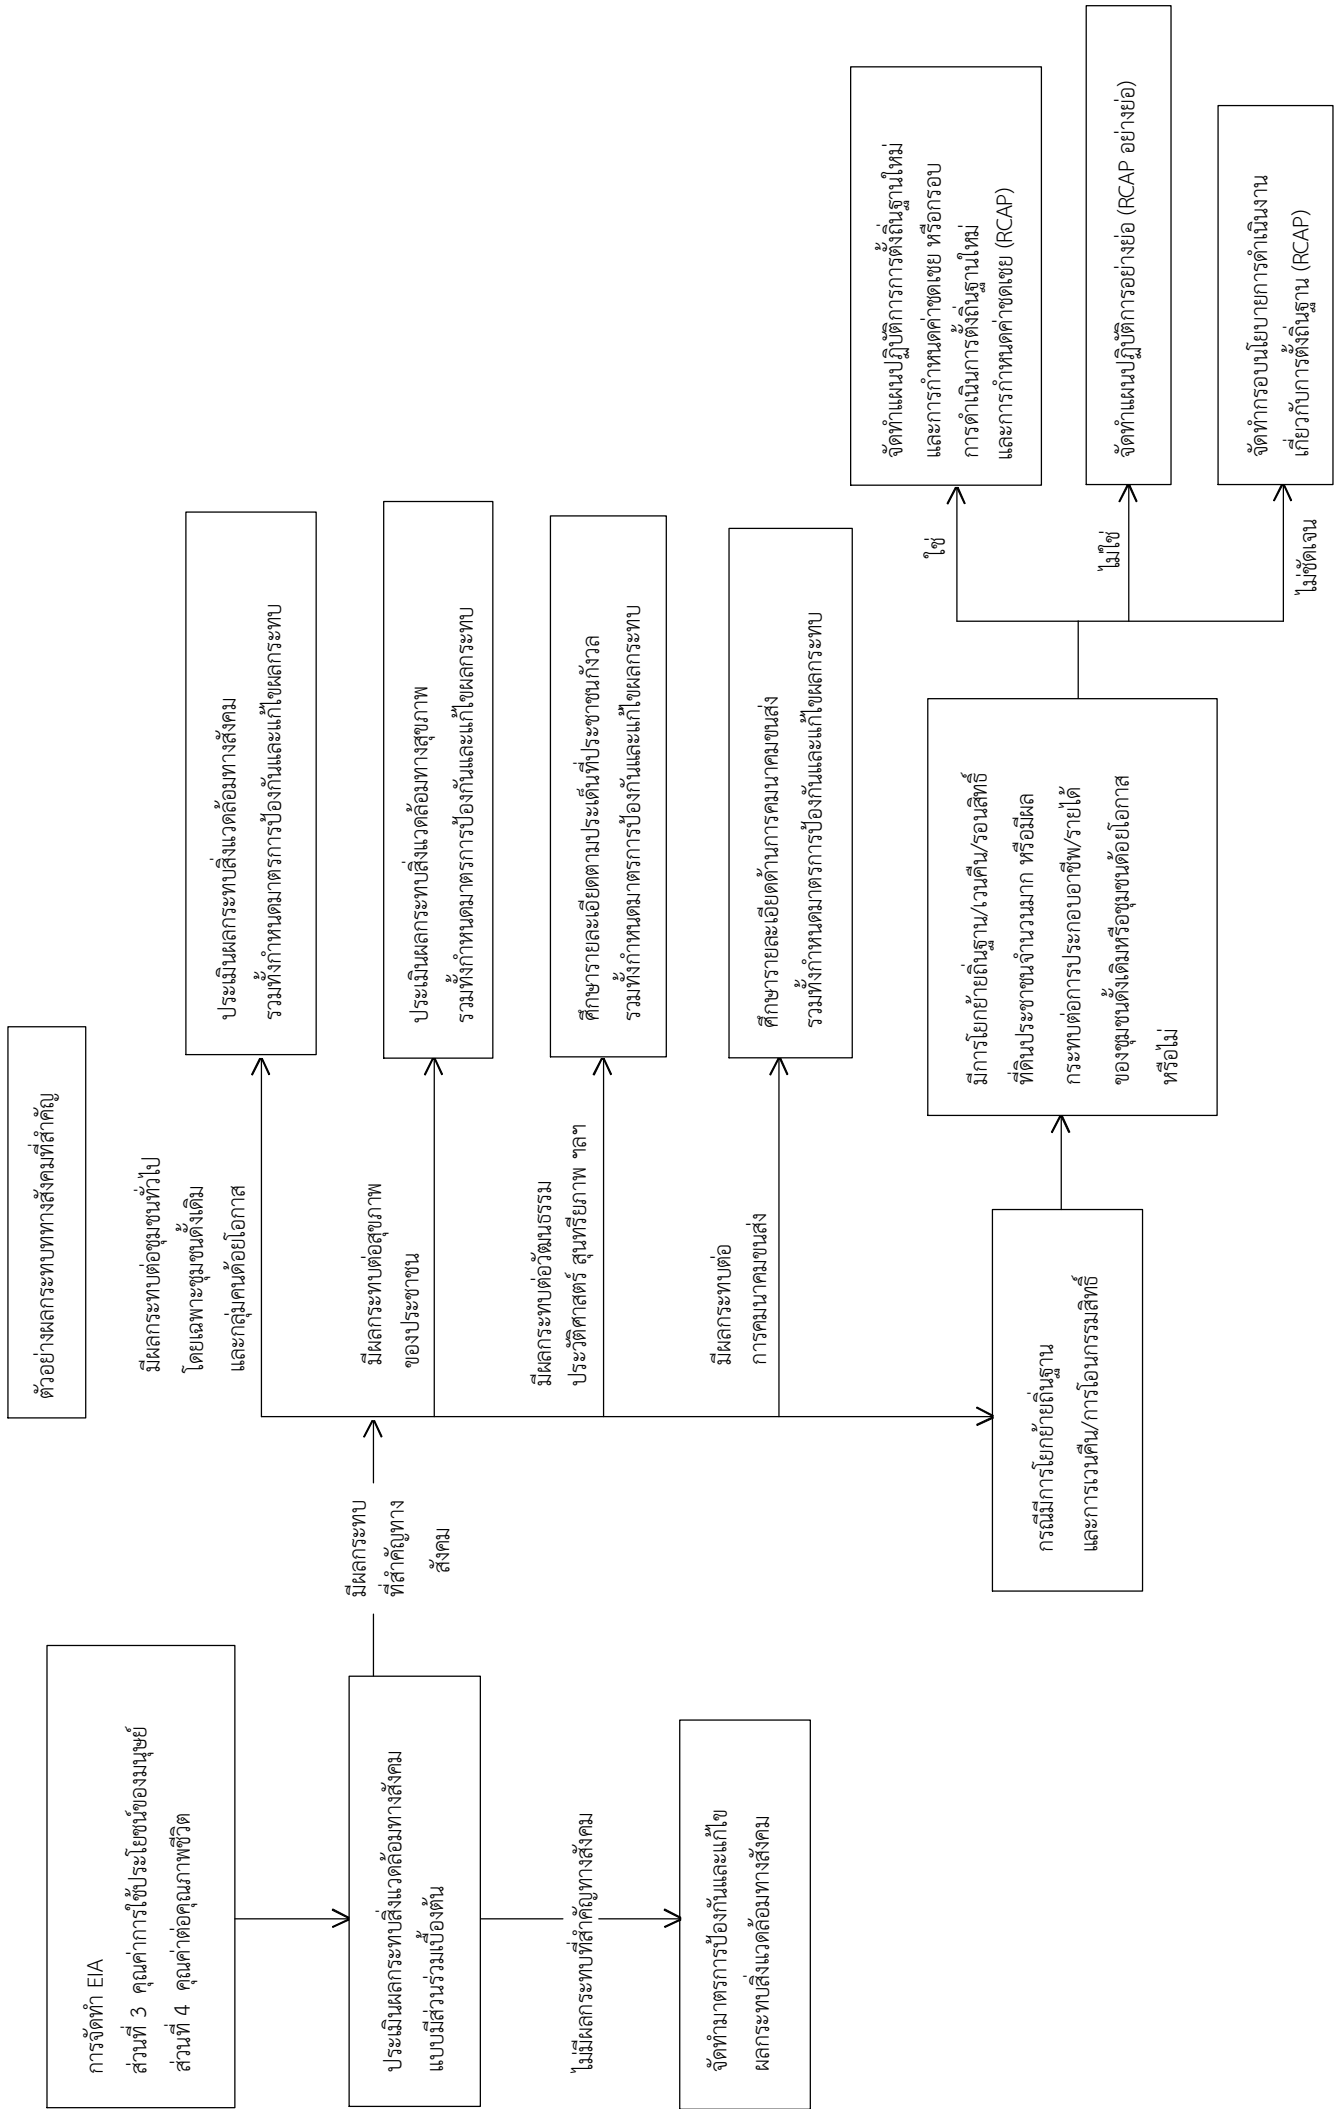 ตัวอย่างผลกระทบททางสังคมที่สำคัญ
การจัดทำ EIA
ส่วนที่ 3 คุณค่าการใช้ประโยชน์ของมนุษย์
ส่วนที่ 4 คุณค่าต่อคุณภาพชีวิต
ประเมินผลกระทบสิ่งแวดล้อมทางสังคม
แบบมีส่วนร่วมเบื้องต้น
ไม่มีผลกระทบที่สำคัญทางสังคม
จัดทำมาตรการป้องกันและแก้ไข
ผลกระทบสิ่งแวดล้อมทางสังคม
มีผลกระทบ
ที่สำคัญทาง
สังคม
มีผลกระทบต่อชุมชนทั่วไป
โดยเฉพาะชุมชนดั้งเดิม
และกลุ่มคนด้อยโอกาส
ประเมินผลกระทบสิ่งแวดล้อมทางสังคม
รวมทั้งกำหนดมาตรการป้องกันและแก้ไขผลกระทบ
มีผลกระทบต่อสุขภาพ
ของประชาชน
ประเมินผลกระทบสิ่งแวดล้อมทางสุขภาพ
รวมทั้งกำหนดมาตรการป้องกันและแก้ไขผลกระทบ
มีผลกระทบต่อวัฒนธรรม
ประวัติศาสตร์ สุนทรียภาพ ฯลฯ
ศึกษารายละเอียดตามประเด็นที่ประชาชนกังวล
รวมทั้งกำหนดมาตรการป้องกันและแก้ไขผลกระทบ
มีผลกระทบต่อ
การคมนาคมขนส่ง
ศึกษารายละเอียดด้านการคมนาคมขนส่ง
รวมทั้งกำหนดมาตรการป้องกันและแก้ไขผลกระทบ
กรณีมีการโยกย้ายถิ่นฐาน
และการเวนคืน/การโอนกรรมสิทธิ์
มีการโยกย้ายถิ่นฐาน/เวนคืน/รอนสิทธิ์
ที่ดินประชาชนจำนวนมาก หรือมีผล
กระทบต่อการประกอบอาชีพ/รายได้
ของชุมชนดั้งเดิมหรือชุมชนด้อยโอกาส
หรือไม่
ใช่
จัดทำแผนปฏิบัติการการตั้งถิ่นฐานใหม่
และการกำหนดค่าชดเชย หรือกรอบ
การดำเนินการตั้งถิ่นฐานใหม่
และการกำหนดค่าชดเชย (RCAP)
ไม่ใช่
จัดทำแผนปฏิบัติการอย่างย่อ (RCAP อย่างย่อ)
ไม่ชัดเจน
จัดทำกรอบนโยบายการดำเนินงาน
เกี่ยวกับการตั้งถิ่นฐาน (RCAP)